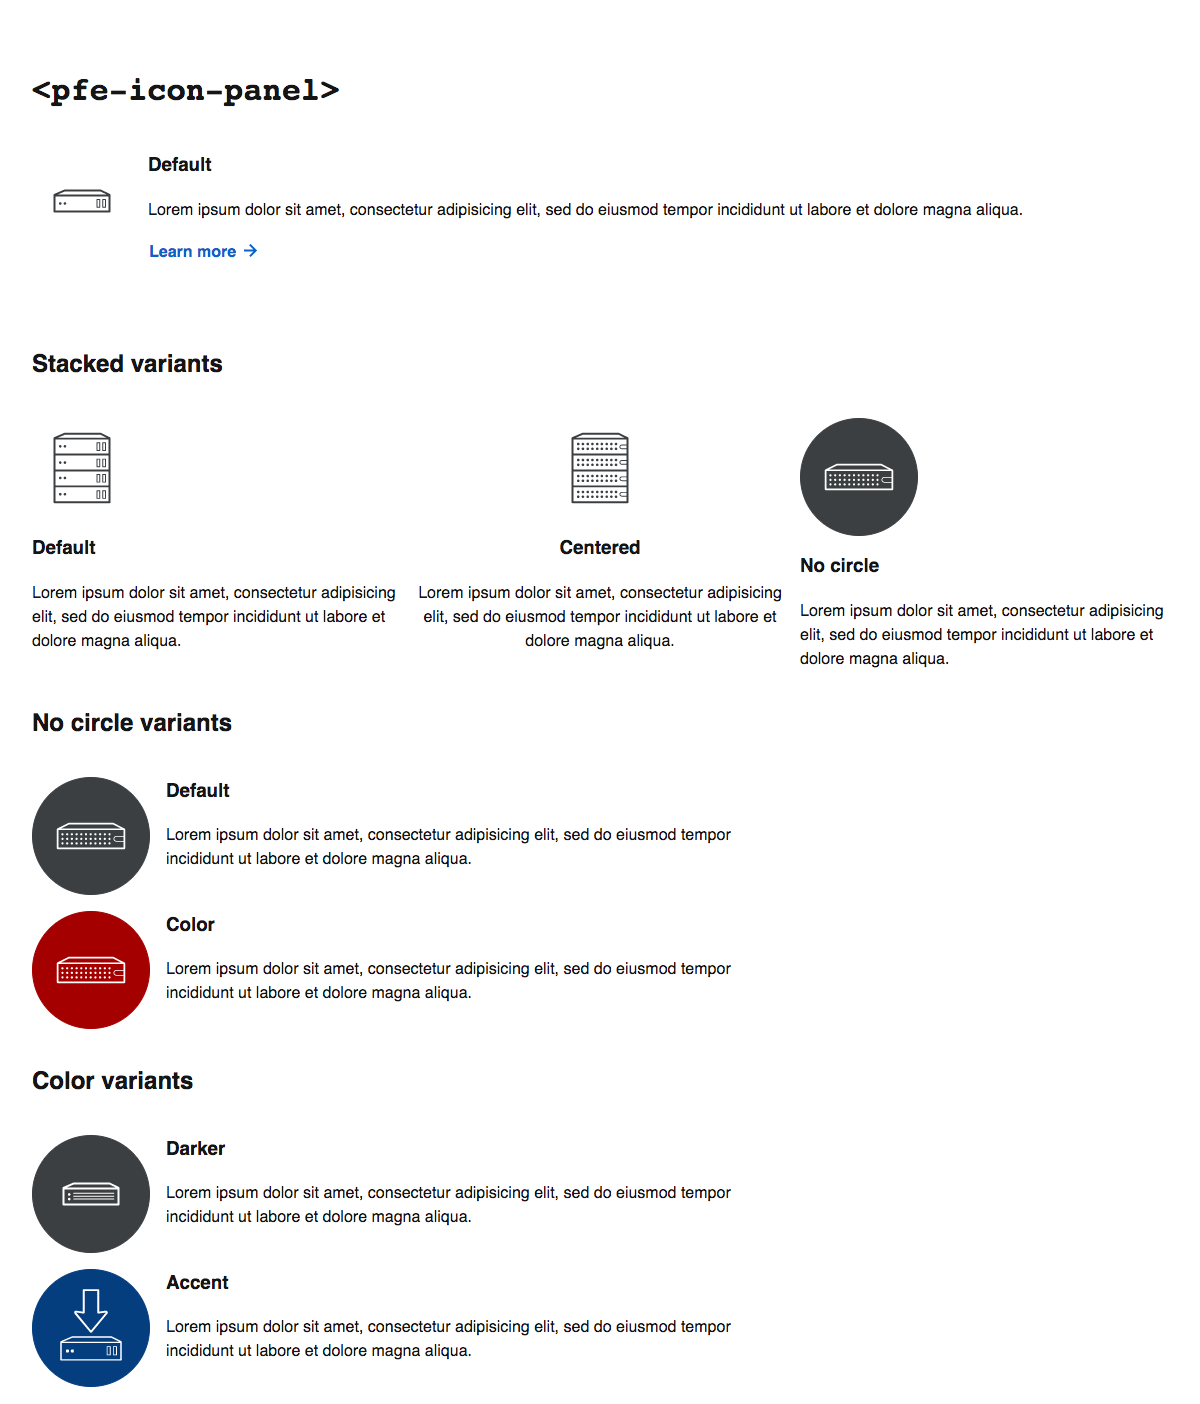 <pfe-icon-panel>
Default
Lorem ipsum dolor sit amet, consectetur adipisicing elit, sed do eiusmod tempor incididunt ut labore et dolore magna aliqua.
Learn more →
Stacked variants
Default
Lorem ipsum dolor sit amet, consectetur adipisicing
elit, sed do eiusmod tempor incididunt ut labore et
dolore magna aliqua.
Centered
Lorem ipsum dolor sit amet, consectetur adipisicing
elit, sed do eiusmod tempor incididunt ut labore et
dolore magna aliqua.
No circle
Lorem ipsum dolor sit amet, consectetur adipisicing
elit, sed do eiusmod tempor incididunt ut labore et
dolore magna aliqua.
No circle variants
Default
Lorem ipsum dolor sit amet, consectetur adipisicing elit, sed do eiusmod tempor
incididunt ut labore et dolore magna aliqua.
Color
Lorem ipsum dolor sit amet, consectetur adipisicing elit, sed do eiusmod tempor
incididunt ut labore et dolore magna aliqua.
Color variants
Darker
Lorem ipsum dolor sit amet, consectetur adipisicing elit, sed do eiusmod tempor
incididunt ut labore et dolore magna aliqua.
Accent
Lorem ipsum dolor sit amet, consectetur adipisicing elit, sed do eiusmod tempor
incididunt ut labore et dolore magna aliqua.